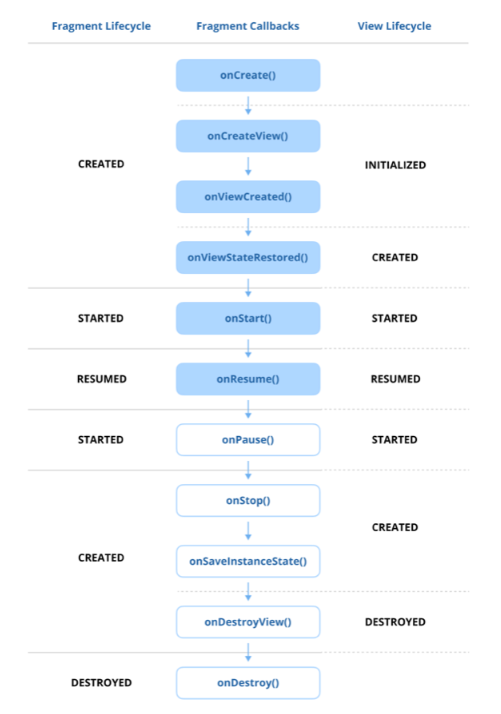 Fragment Lifecycle Fragment Callbacks View Lifecycle
onCreate()
onCreateView()
CREATED INITIALIZED
onViewCreated()
onViewStateRestored() CREATED
STARTED onStart() STARTED
RESUMED onResume() RESUMED
STARTED onPause() STARTED
onStop()
CREATED
CREATED onSaveInstanceState()
onDestroyView() DESTROYED
DESTROYED onDestroy()